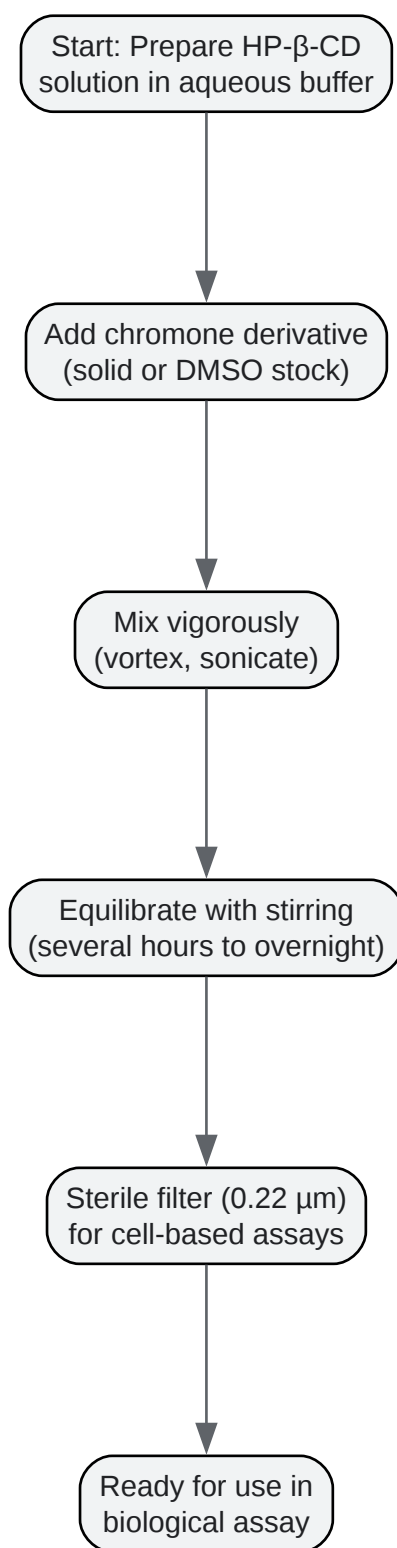 Start: Prepare HP-β-CD
solution in aqueous buffer
Add chromone derivative
(solid or DMSO stock)
Mix vigorously
(vortex, sonicate)
Equilibrate with stirring
(several hours to overnight)
Sterile filter (0.22 µm)
for cell-based assays
Ready for use in
biological assay